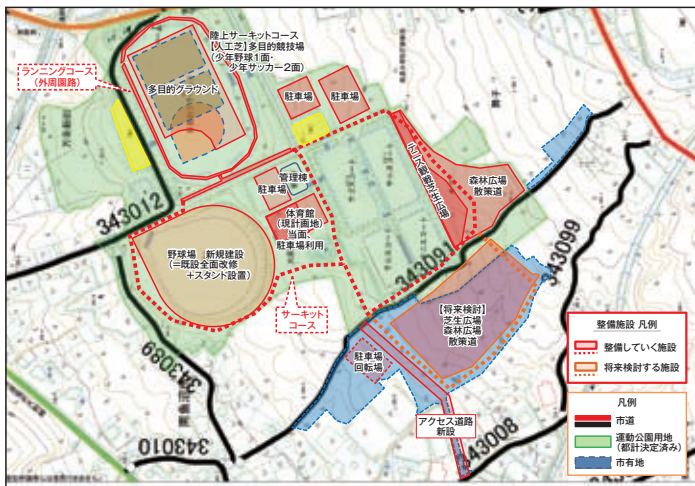 陸上サーキットコース
【人工芝】多目的競技場
（少年野球1面・
少年サッカー2面）
ランニングコース
（外周園路）
多目的グラウンド
駐車場
駐車場
テニス観戦芝生広場
森林広場
散策道
管理棟
駐車場
体育館
（現計画地）
当面、
駐車場利用
343012
野球場　新規建設
（＝既設全面改修
＋スタンド設置）
サーキット
コース
343091
343099
【将来検討】
芝生広場
森林広場
散策道
343089
駐車場
回転場
343010
アクセス道路
新設
343008
整備施設 凡例
整備していく施設
将来検討する施設
凡例
市道
運動公園用地
（都計決定済み）
市有地